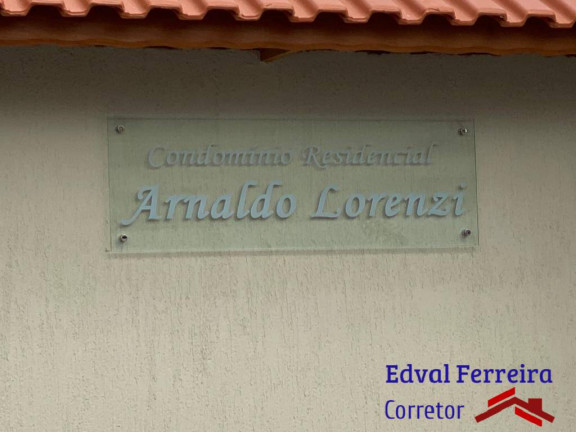 Condomínio Residencial
Arnaldo Lorenzi
Edval Ferreira
Corretor